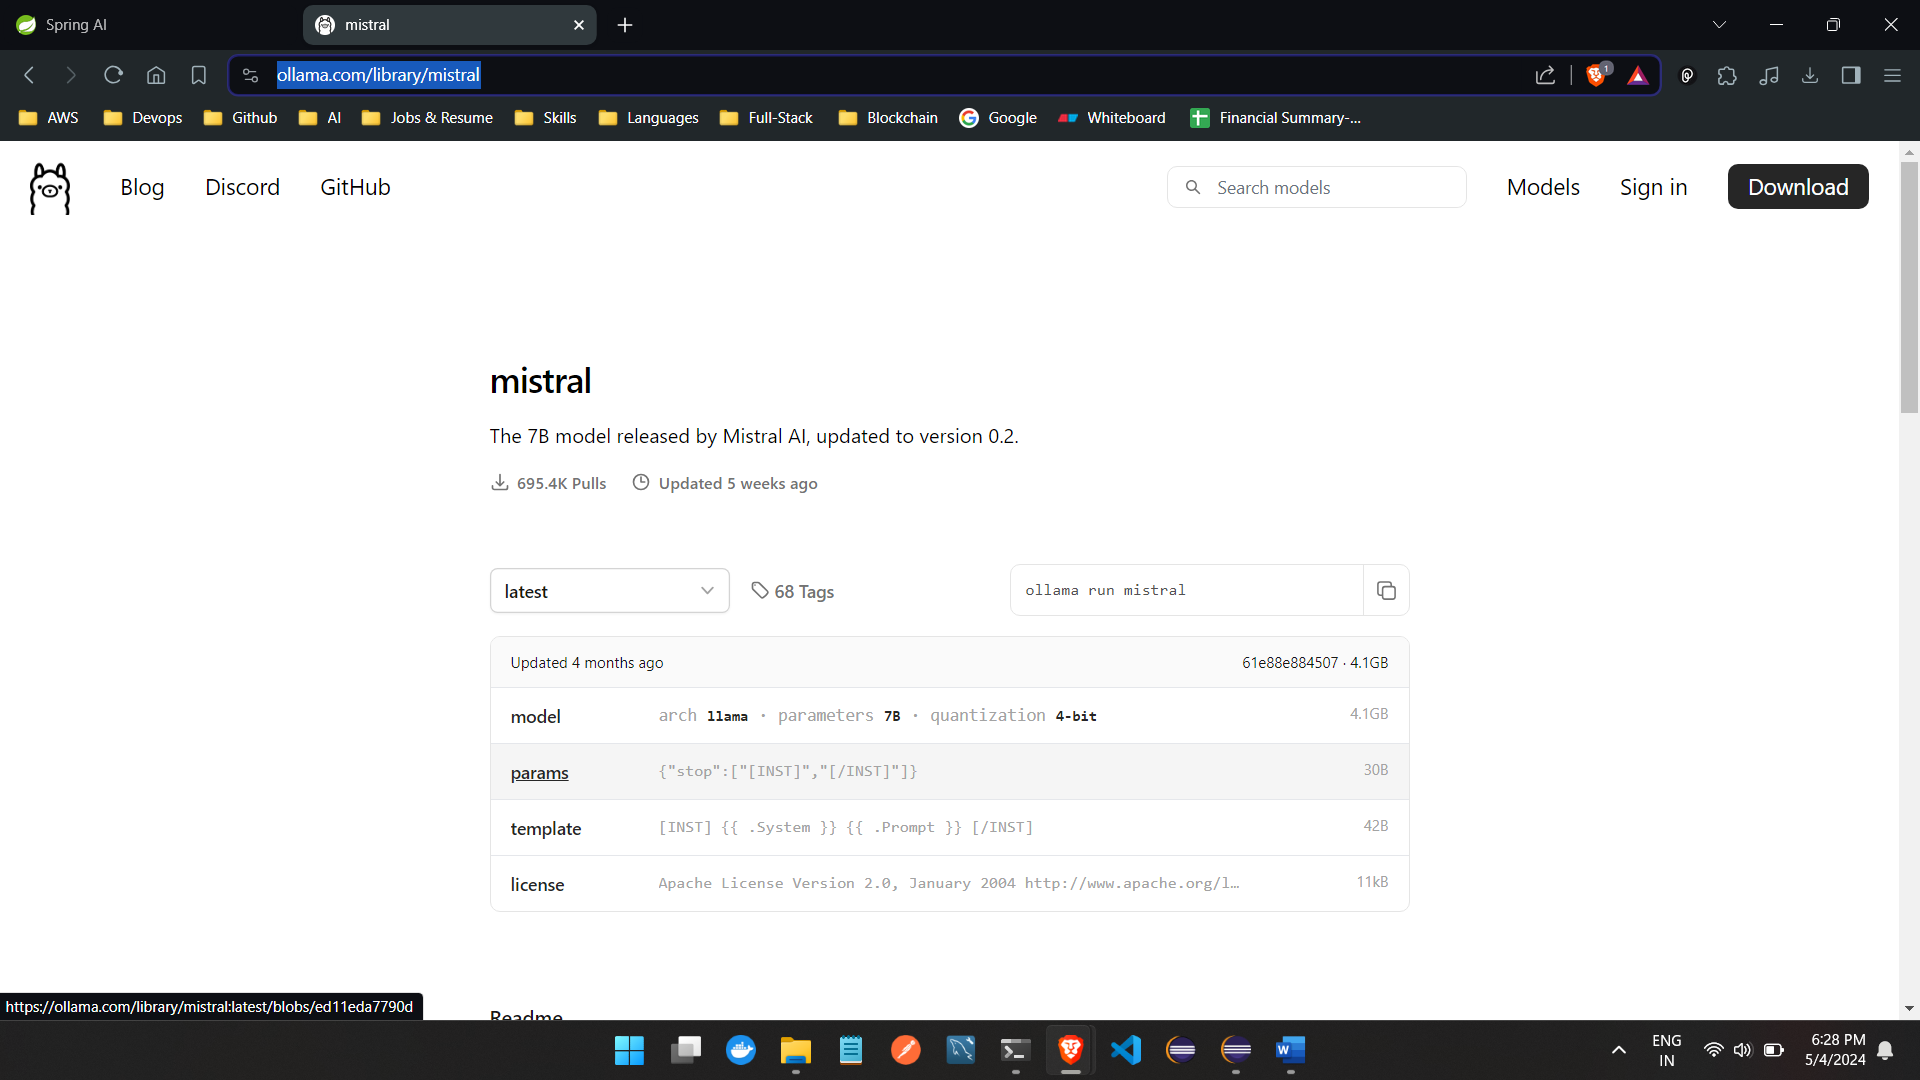 Spring AI
mistral
ollama.com/library/mistral
1
AWS
Devops
Github
AI
Jobs & Resume
Skills
Languages
Full-Stack
Blockchain
Google
Whiteboard
Financial Summary-...
Blog
Discord
GitHub
Search models
Models
Sign in
Download
mistral
The 7B model released by Mistral AI, updated to version 0.2.
695.4K Pulls
Updated 5 weeks ago
latest
68 Tags
ollama run mistral
Updated 4 months ago
61e88e884507 · 4.1GB
model
arch llama · parameters 7B · quantization 4-bit
4.1GB
params
{"stop":["[INST]","[/INST]"]}
30B
template
[INST] {{ .System }} {{ .Prompt }} [/INST]
42B
license
Apache License Version 2.0, January 2004 http://www.apache.org/l…
11kB
Readme
https://ollama.com/library/mistral:latest/blobs/ed11eda7790d
ENG
IN
6:28 PM
5/4/2024